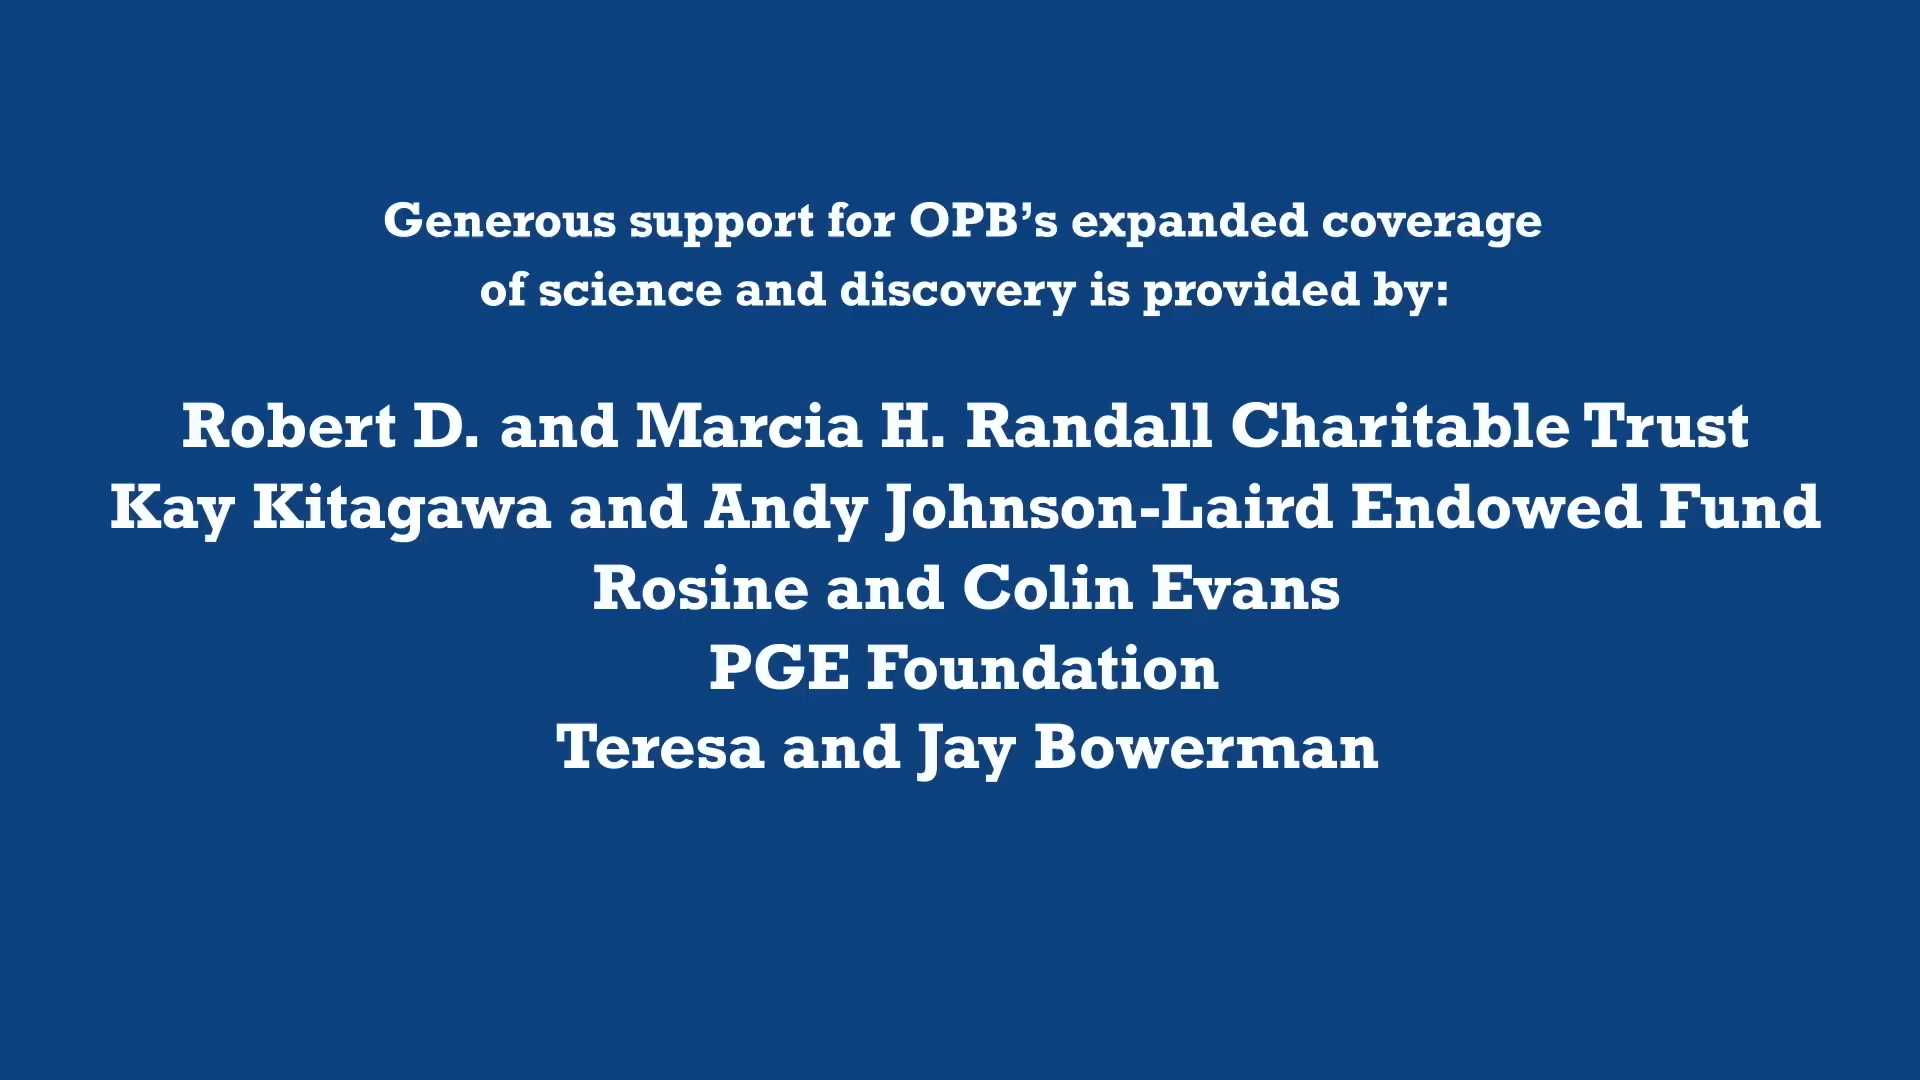 Generous support for OPB’s expanded coverage
of science and discovery is provided by:
Robert D. and Marcia H. Randall Charitable Trust
Kay Kitagawa and Andy Johnson-Laird Endowed Fund
Rosine and Colin Evans
PGE Foundation
Teresa and Jay Bowerman